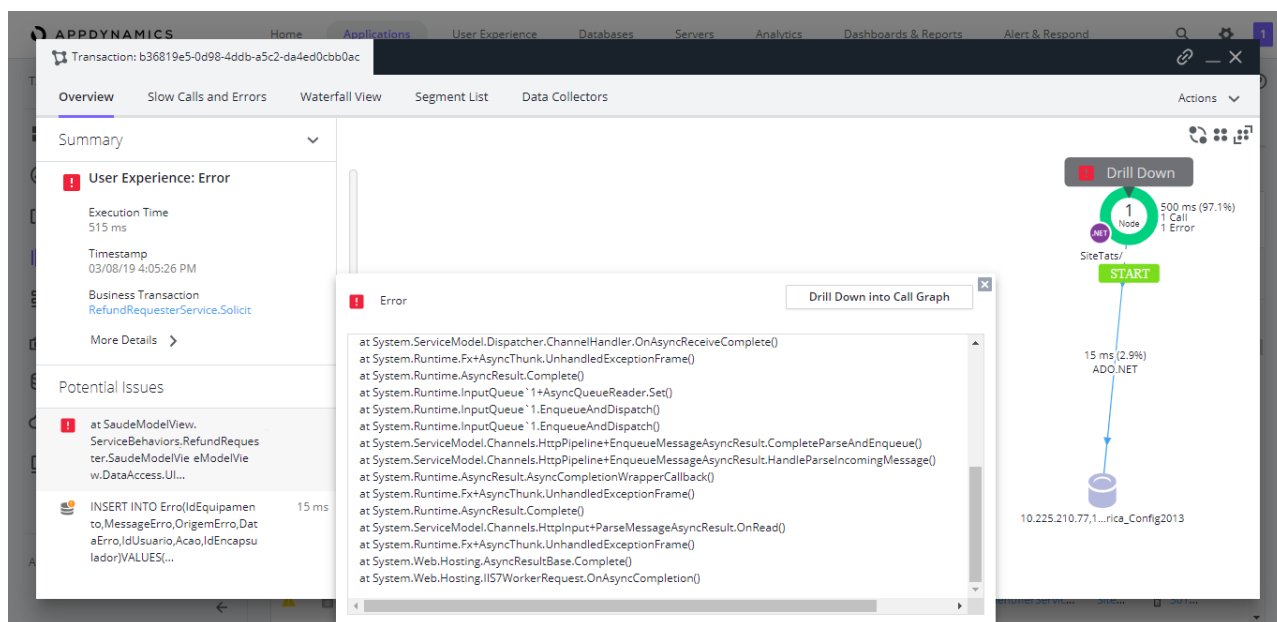 APPDYNAMICS
Home Applications User Experience Databases Servers Analytics Dashboards & Reports Alert & Respond 1
Transaction: b36819e5-0d98-4ddb-a5c2-da4ed0cbb0ac
Overview Slow Calls and Errors Waterfall View Segment List Data Collectors Actions
Summary
User Experience: Error
Execution Time
515 ms
Timestamp
03/08/19 4:05:26 PM
Business Transaction
RefundRequesterService.Solicit
More Details
Potential Issues
at SaudeModelView.
ServiceBehaviors.RefundReques
ter.SaudeModelVie eModelVie
w.DataAccess.UI...
INSERT INTO Erro(IdEquipamen 15 ms
to,MessageErro,OrigemErro,Dat
aErro,IdUsuario,Acao,IdEncapsu
lador)VALUES(...
Drill Down
1
Node
.NET
500 ms (97.1%)
1 Call
1 Error
SiteTats/
START
15 ms (2.9%)
ADO.NET
10.225.210.77,1...rica_Config2013
Error
Drill Down into Call Graph
at System.ServiceModel.Dispatcher.ChannelHandler.OnAsyncReceiveComplete()
at System.Runtime.Fx+AsyncThunk.UnhandledExceptionFrame()
at System.Runtime.AsyncResult.Complete()
at System.Runtime.InputQueue`1+AsyncQueueReader.Set()
at System.Runtime.InputQueue`1.EnqueueAndDispatch()
at System.Runtime.InputQueue`1.EnqueueAndDispatch()
at System.ServiceModel.Channels.HttpPipeline+EnqueueMessageAsyncResult.CompleteParseAndEnqueue()
at System.ServiceModel.Channels.HttpPipeline+EnqueueMessageAsyncResult.HandleParseIncomingMessage()
at System.Runtime.AsyncResult.AsyncCompletionWrapperCallback()
at System.Runtime.Fx+AsyncThunk.UnhandledExceptionFrame()
at System.Runtime.AsyncResult.Complete()
at System.ServiceModel.Channels.HttpInput+ParseMessageAsyncResult.OnRead()
at System.Runtime.Fx+AsyncThunk.UnhandledExceptionFrame()
at System.Web.Hosting.AsyncResultBase.Complete()
at System.Web.Hosting.IIS7WorkerRequest.OnAsyncCompletion()